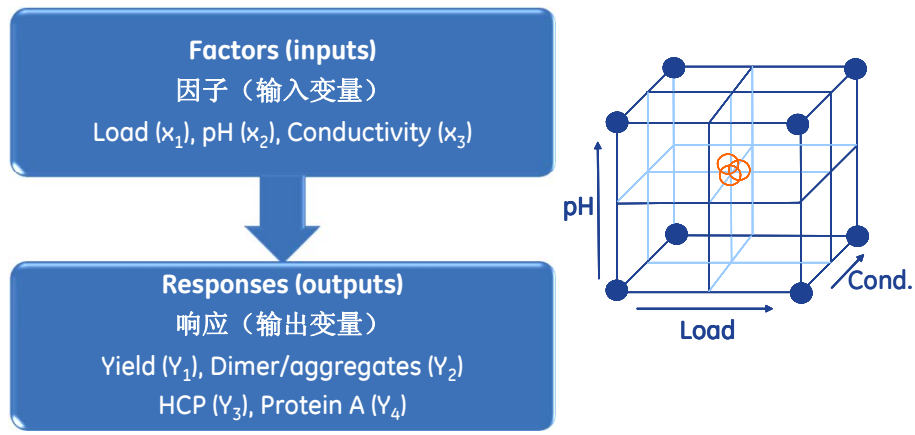 Factors (inputs)
因子（输入变量）
Load (x₁), pH (x₂), Conductivity (x₃)
Responses (outputs)
响应（输出变量）
Yield (Y₁), Dimer/aggregates (Y₂)
HCP (Y₃), Protein A (Y₄)
pH
Cond.
Load